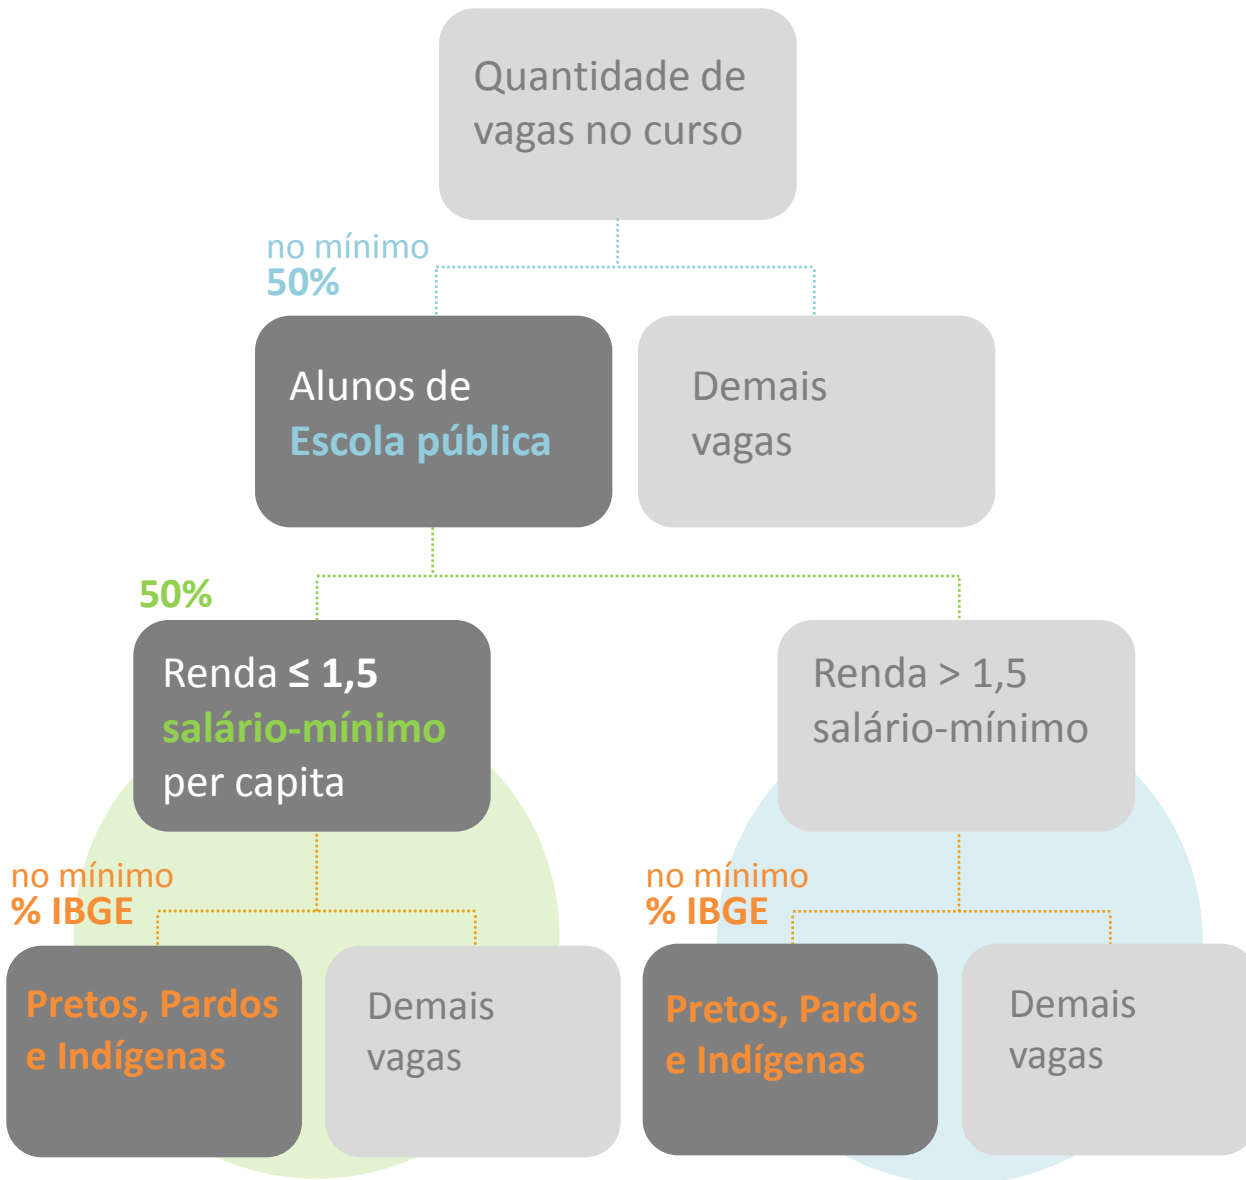 Quantidade de
vagas no curso
no mínimo
50%
Alunos de
Escola pública
Demais
vagas
50%
Renda ≤ 1,5
salário-mínimo
per capita
Renda > 1,5
salário-mínimo
no mínimo
% IBGE
Pretos, Pardos
e Indígenas
Demais
vagas
no mínimo
% IBGE
Pretos, Pardos
e Indígenas
Demais
vagas